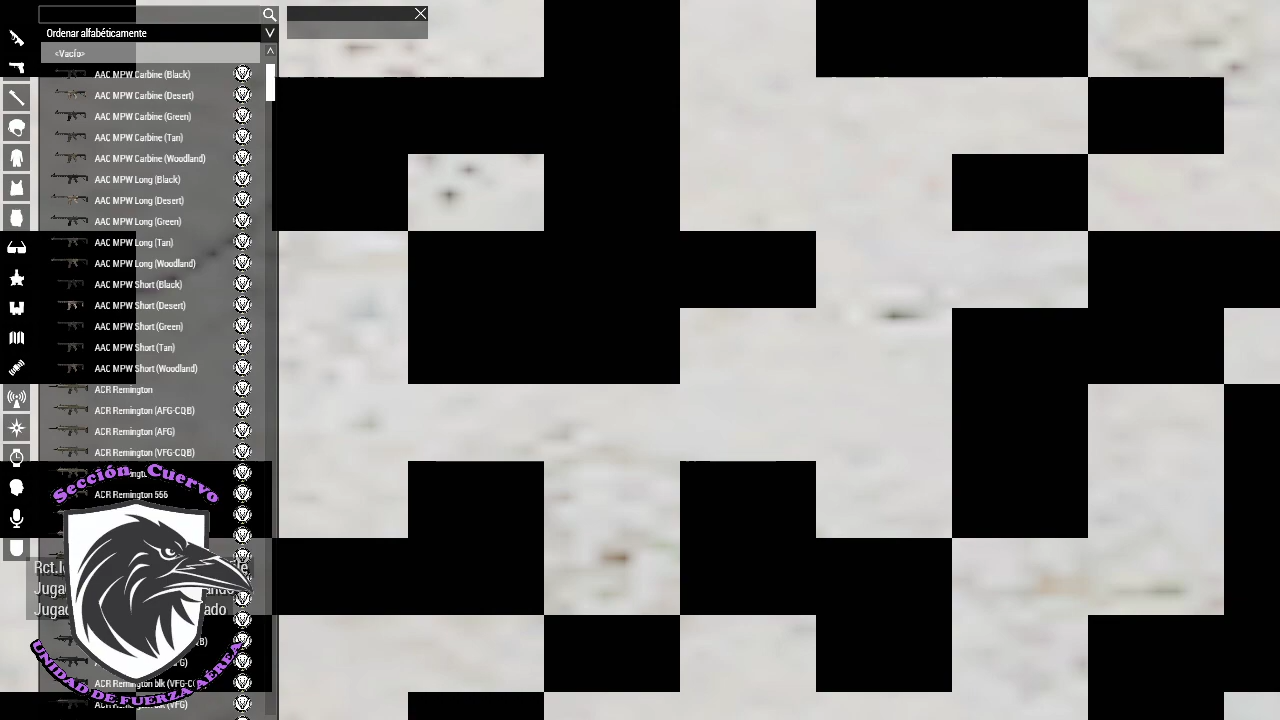 Ordenar alfabéticamente
<Vacío>
AAC MPW Carbine (Black)
AAC MPW Carbine (Desert)
AAC MPW Carbine (Green)
AAC MPW Carbine (Tan)
AAC MPW Carbine (Woodland)
AAC MPW Long (Black)
AAC MPW Long (Desert)
AAC MPW Long (Green)
AAC MPW Long (Tan)
AAC MPW Long (Woodland)
AAC MPW Short (Black)
AAC MPW Short (Desert)
AAC MPW Short (Green)
AAC MPW Short (Tan)
AAC MPW Short (Woodland)
ACR Remington
ACR Remington (AFG-CQB)
ACR Remington (AFG)
ACR Remington (VFG-CQB)
Sección Cuervo
ACR Remington 556
UNIDAD DE FUERZA AÉREA